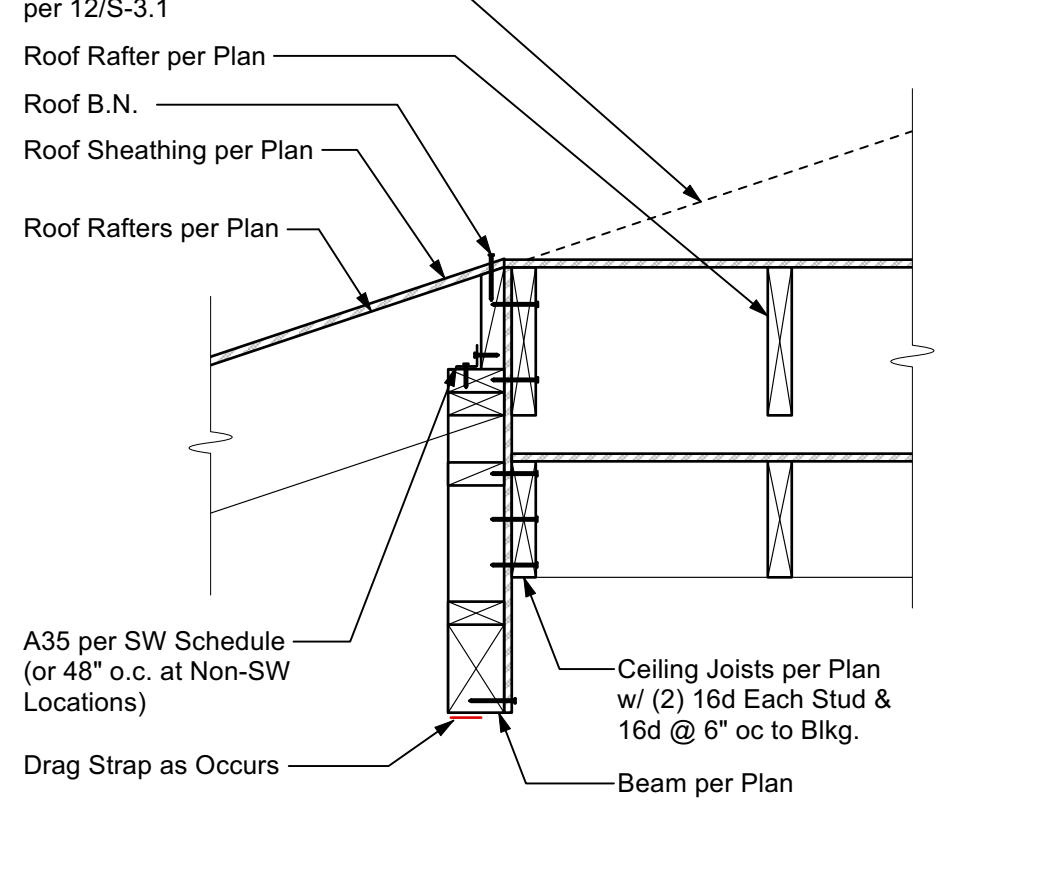 per 12/S-3.1
Roof Rafter per Plan
Roof B.N.
Roof Sheathing per Plan
Roof Rafters per Plan
A35 per SW Schedule
(or 48" o.c. at Non-SW
Locations)
Drag Strap as Occurs
Ceiling Joists per Plan
w/ (2) 16d Each Stud &
16d @ 6" oc to Blkg.
Beam per Plan